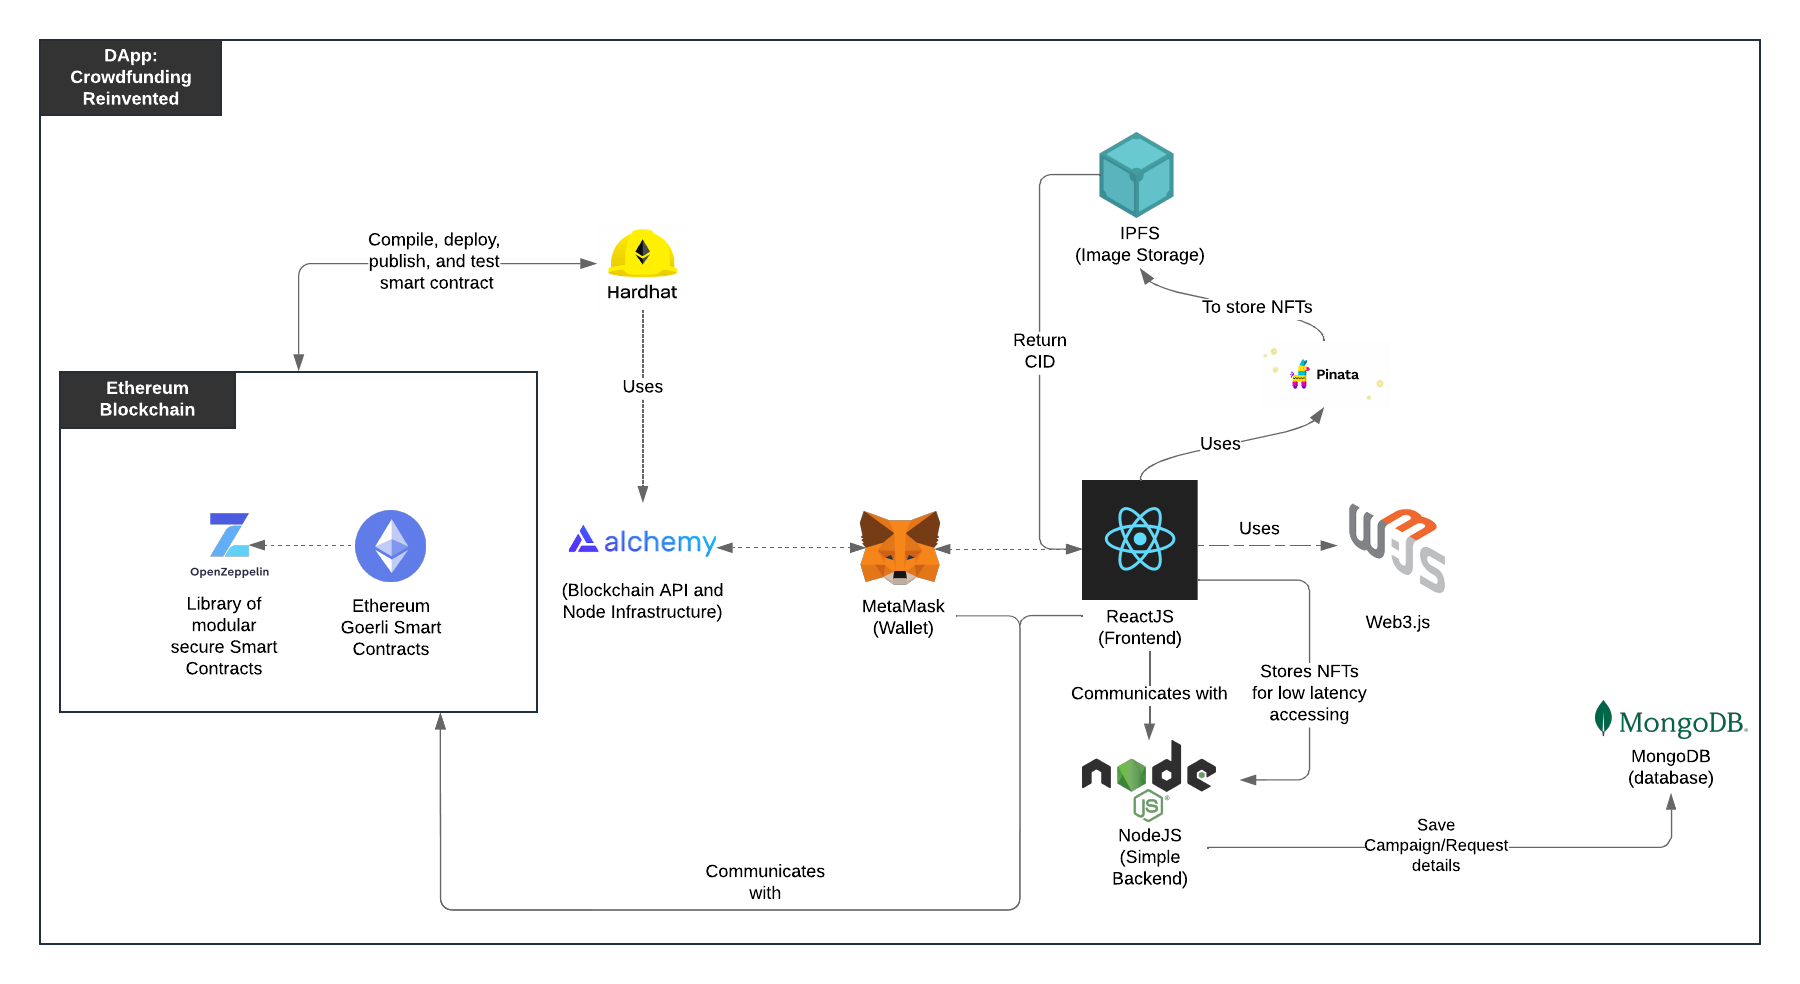 DApp:
Crowdfunding
Reinvented
IPFS
(Image Storage)
Compile, deploy,
publish, and test
smart contract
Hardhat
To store NFTs
Return
CID
Pinata
Uses
Ethereum
Blockchain
Uses
OpenZeppelin
Library of
modular
secure Smart
Contracts
Ethereum
Goerli Smart
Contracts
alchemy
(Blockchain API and
Node Infrastructure)
MetaMask
(Wallet)
ReactJS
(Frontend)
Uses
W3JS
Web3.js
Communicates with
Stores NFTs
for low latency
accessing
node
JS
NodeJS
(Simple
Backend)
MongoDB
MongoDB
(database)
Save
Campaign/Request
details
Communicates
with